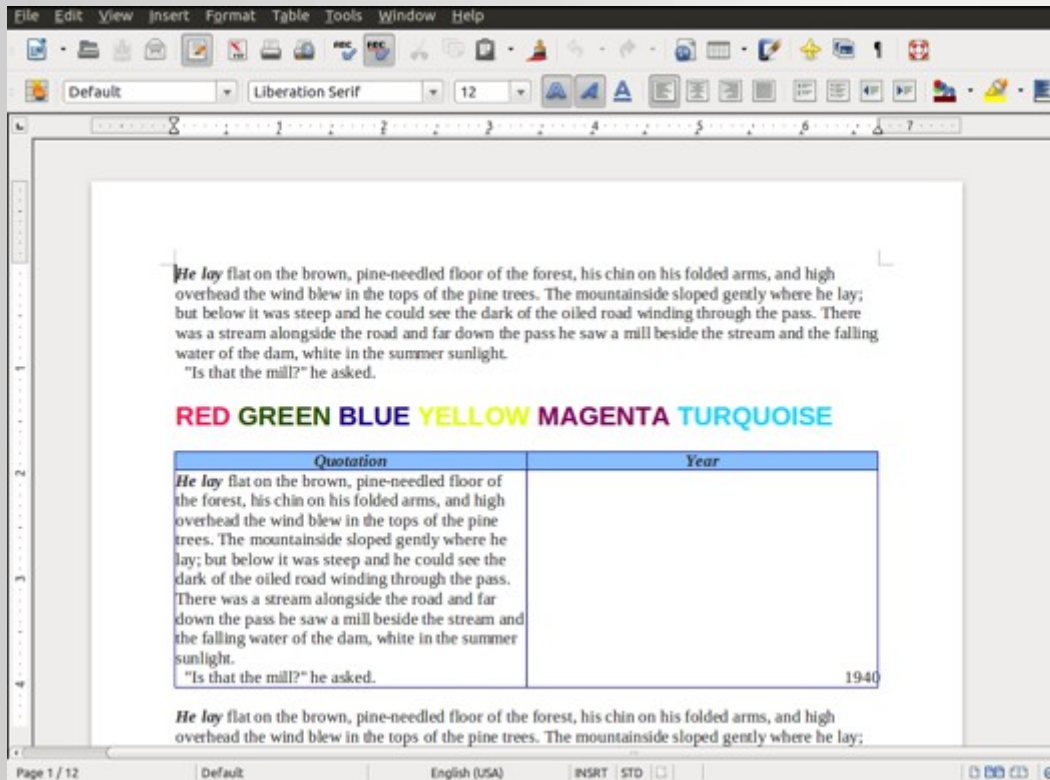 File Edit View Insert Format Table Tools Window Help
Default Liberation Serif 12
1 2 3 4 5 6 7
He lay flat on the brown, pine-needled floor of the forest, his chin on his folded arms, and high
overhead the wind blew in the tops of the pine trees. The mountainside sloped gently where he lay;
but below it was steep and he could see the dark of the oiled road winding through the pass. There
was a stream alongside the road and far down the pass he saw a mill beside the stream and the falling
water of the dam, white in the summer sunlight.
"Is that the mill?" he asked.
RED GREEN BLUE YELLOW MAGENTA TURQUOISE
Quotation Year
He lay flat on the brown, pine-needled floor of
the forest, his chin on his folded arms, and high
overhead the wind blew in the tops of the pine
trees. The mountainside sloped gently where he
lay; but below it was steep and he could see the
dark of the oiled road winding through the pass.
There was a stream alongside the road and far
down the pass he saw a mill beside the stream and
the falling water of the dam, white in the summer
sunlight.
"Is that the mill?" he asked. 1940
He lay flat on the brown, pine-needled floor of the forest, his chin on his folded arms, and high
overhead the wind blew in the tops of the pine trees. The mountainside sloped gently where he lay;
Page 1 / 12 Default English (USA) INSRT STD